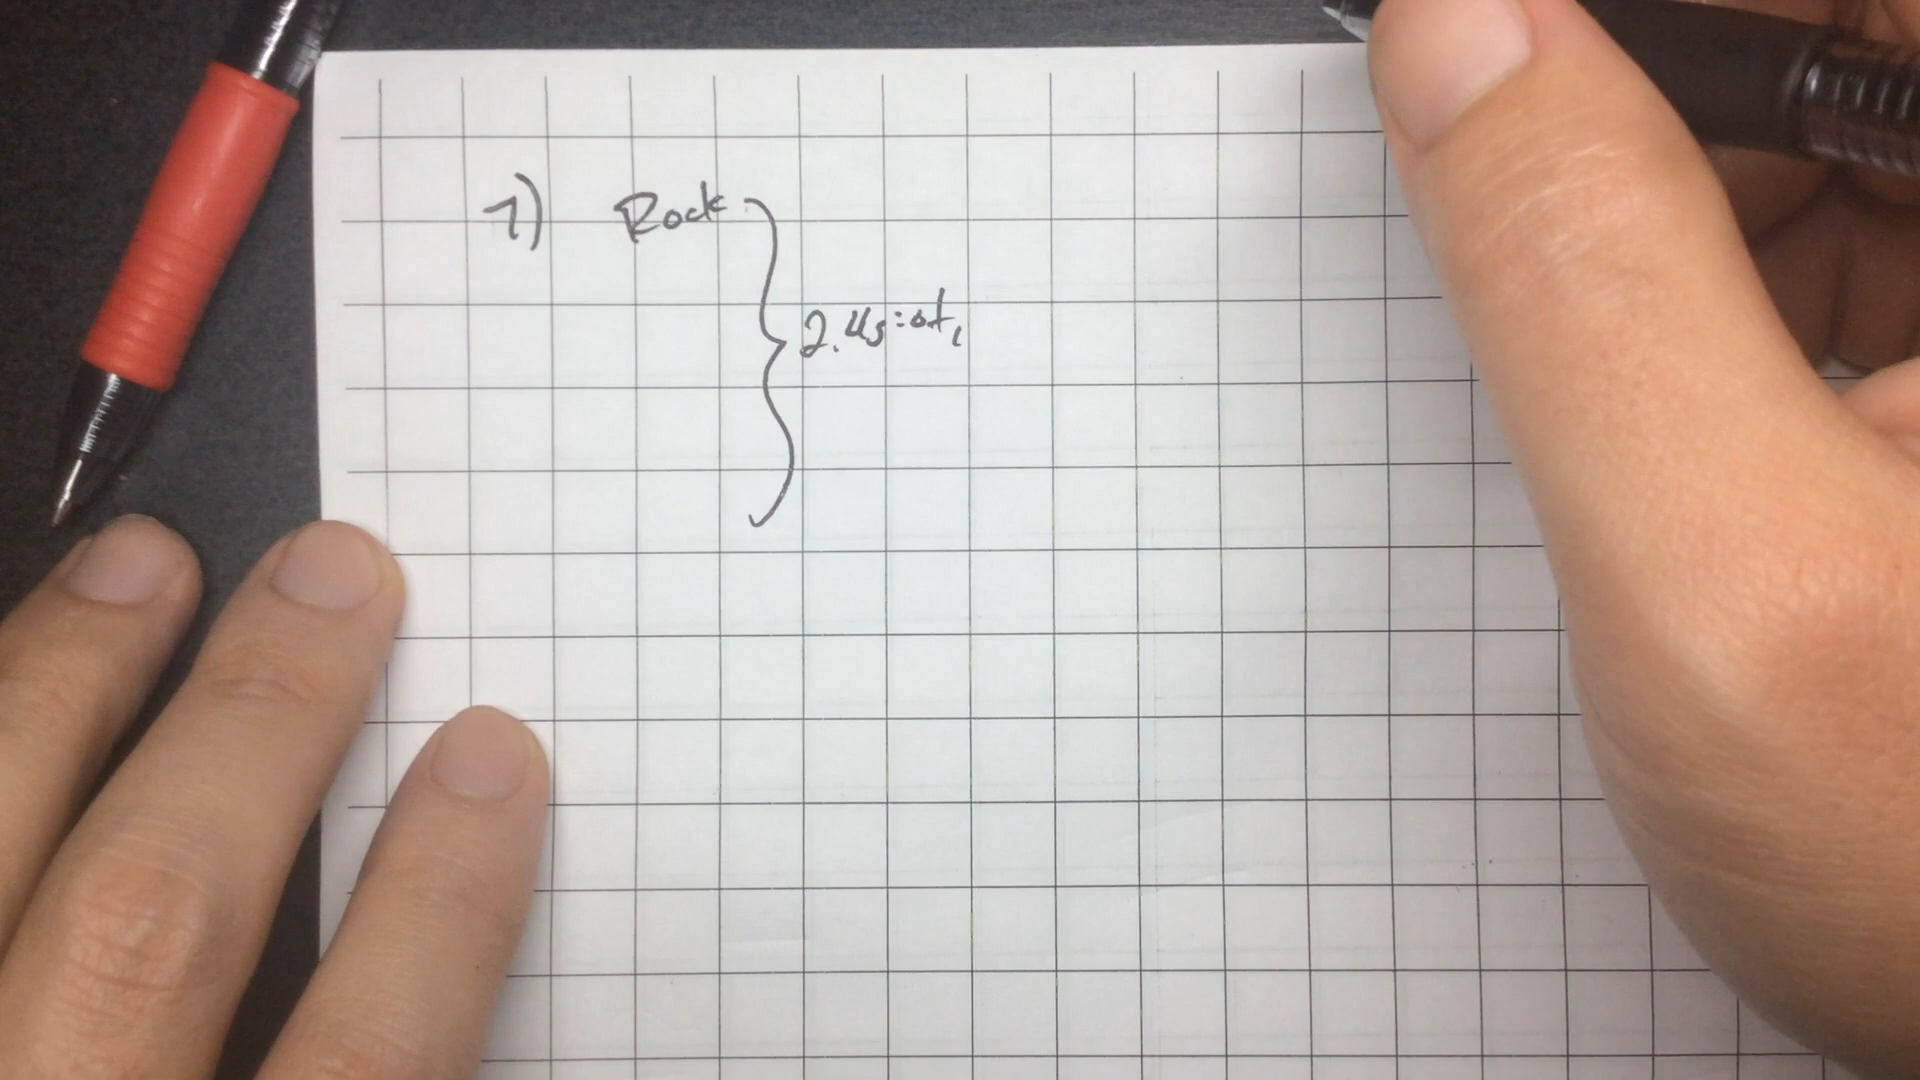 7) Rock
2.4s = Δt₁